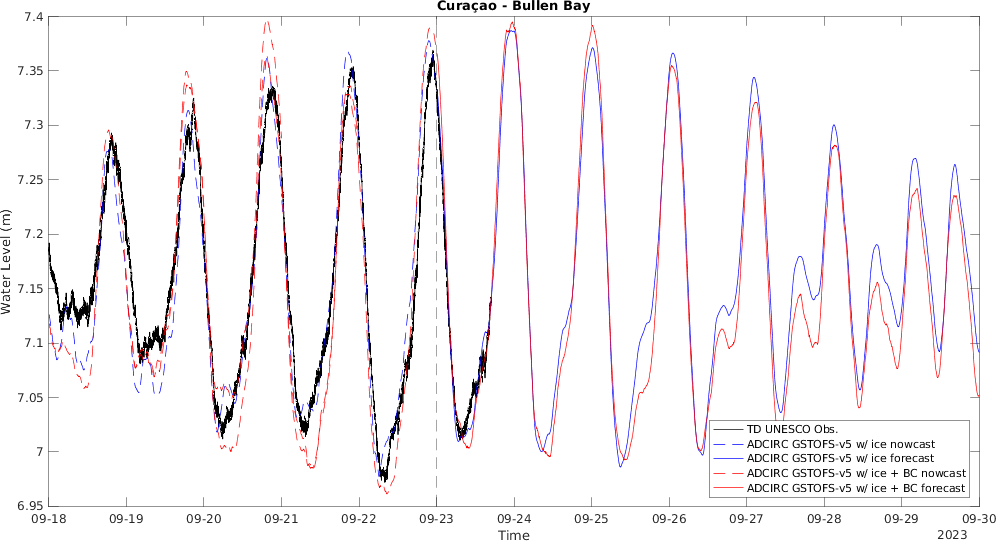 Curaçao - Bullen Bay
Water Level (m)
7.4
7.35
7.3
7.25
7.2
7.15
7.1
7.05
7
6.95
TD UNESCO Obs.
ADCIRC GSTOFS-v5 w/ ice nowcast
ADCIRC GSTOFS-v5 w/ ice forecast
ADCIRC GSTOFS-v5 w/ ice + BC nowcast
ADCIRC GSTOFS-v5 w/ ice + BC forecast
09-18 09-19 09-20 09-21 09-22 09-23 09-24 09-25 09-26 09-27 09-28 09-29 09-30
Time
2023